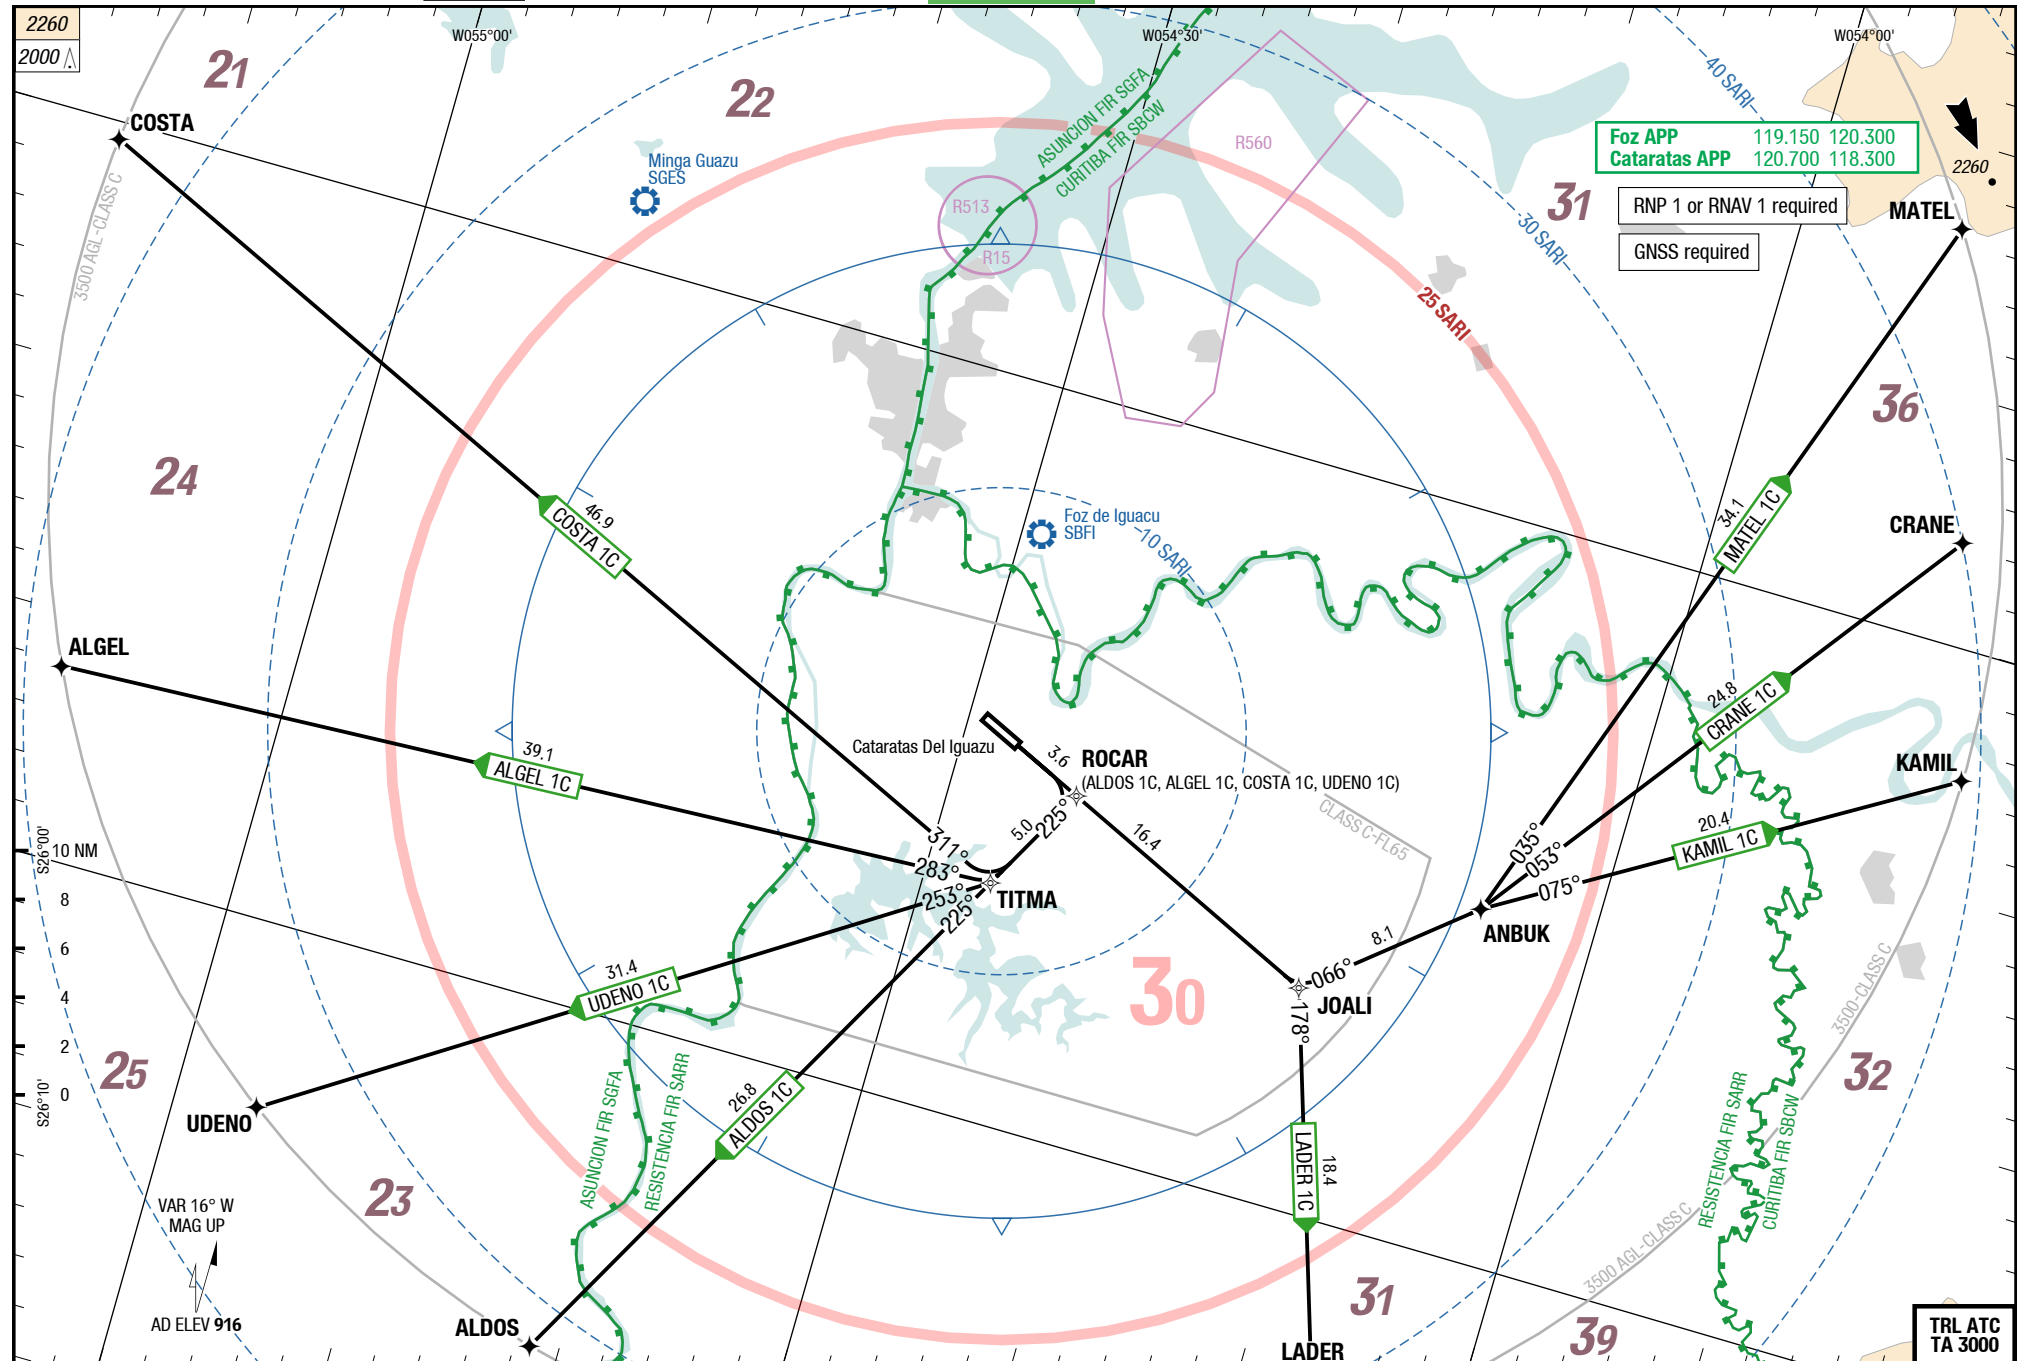 2260
2000
W055°00'
W054°30'
W054°00'
21
22
COSTA
3500 AGL-CLASS C
Minga Guazu
SGES
ASUNCION FIR SGFA
CURITIBA FIR SBCW
R560
R513
R15
40 SARI
30 SARI
25 SARI
31
Foz APP 119.150 120.300
Cataratas APP 120.700 118.300
RNP 1 or RNAV 1 required
GNSS required
2260
MATEL
36
24
46.9
COSTA 1C
Foz de Iguacu
SBFI
10 SARI
34.1
MATEL 1C
CRANE
ALGEL
24.8
CRANE 1C
39.1
ALGEL 1C
Cataratas Del Iguazu
3.6
ROCAR
(ALDOS 1C, ALGEL 1C, COSTA 1C, UDENO 1C)
CLASS C-FL65
KAMIL
20.4
KAMIL 1C
035°
053°
075°
5.0
225°
16.4
311°
283°
253°
225°
TITMA
ANBUK
8.1
066°
JOALI
178°
30
S26°00'
10 NM
8
6
4
2
0
S26°10'
31.4
UDENO 1C
25
UDENO
26.8
ALDOS 1C
ASUNCION FIR SGFA
RESISTENCIA FIR SARR
LADER 1C
18.4
3500-CLASS C
32
RESISTENCIA FIR SARR
CURITIBA FIR SBCW
23
VAR 16° W
MAG UP
AD ELEV 916
ALDOS
3500 AGL-CLASS C
31
39
LADER
TRL ATC
TA 3000